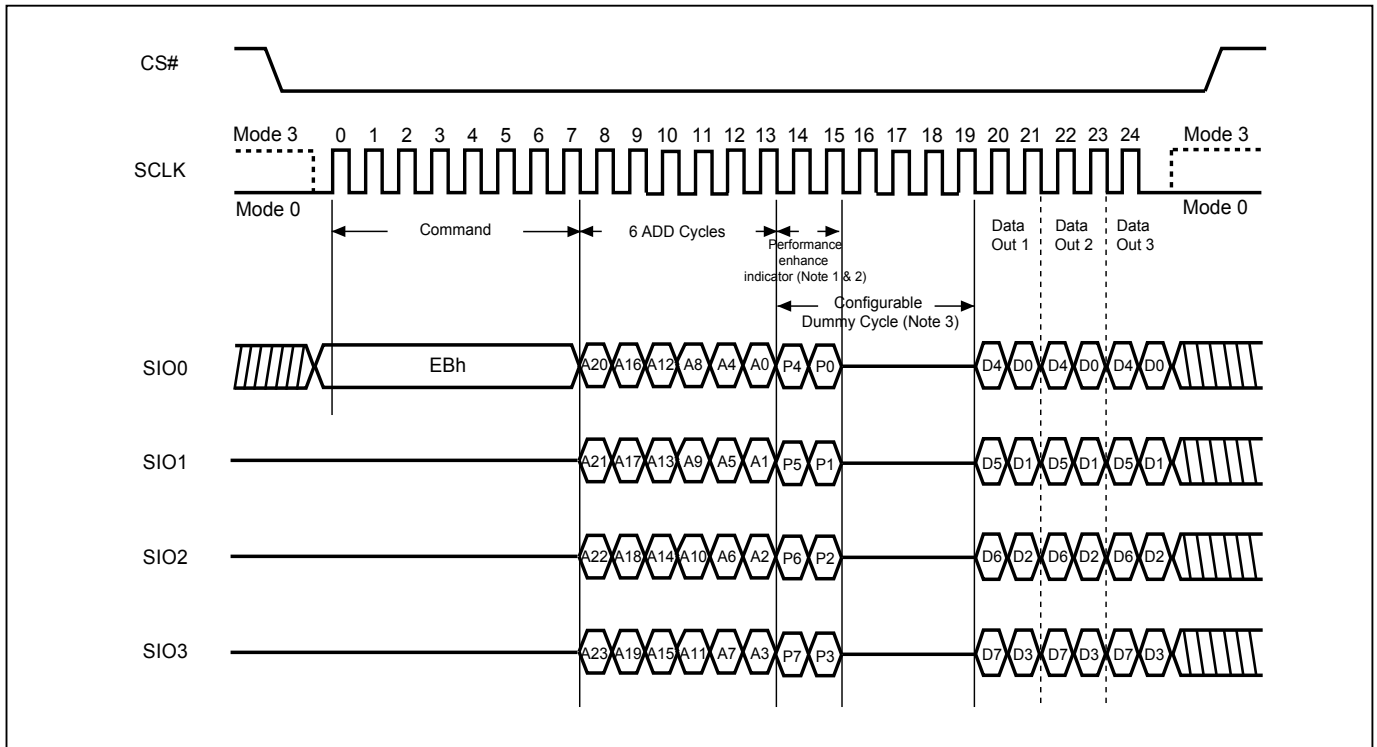 CS#
Mode 3 0 1 2 3 4 5 6 7 8 9 10 11 12 13 14 15 16 17 18 19 20 21 22 23 24 Mode 3
SCLK
Mode 0 Mode 0
Command 6 ADD Cycles Performance enhance indicator (Note 1 & 2) Data Out 1 Data Out 2 Data Out 3
Configurable
Dummy Cycle (Note 3)
SIO0 EBh A20 A16 A12 A8 A4 A0 P4 P0 D4 D0 D4 D0 D4 D0
SIO1 A21 A17 A13 A9 A5 A1 P5 P1 D5 D1 D5 D1 D5 D1
SIO2 A22 A18 A14 A10 A6 A2 P6 P2 D6 D2 D6 D2 D6 D2
SIO3 A23 A19 A15 A11 A7 A3 P7 P3 D7 D3 D7 D3 D7 D3